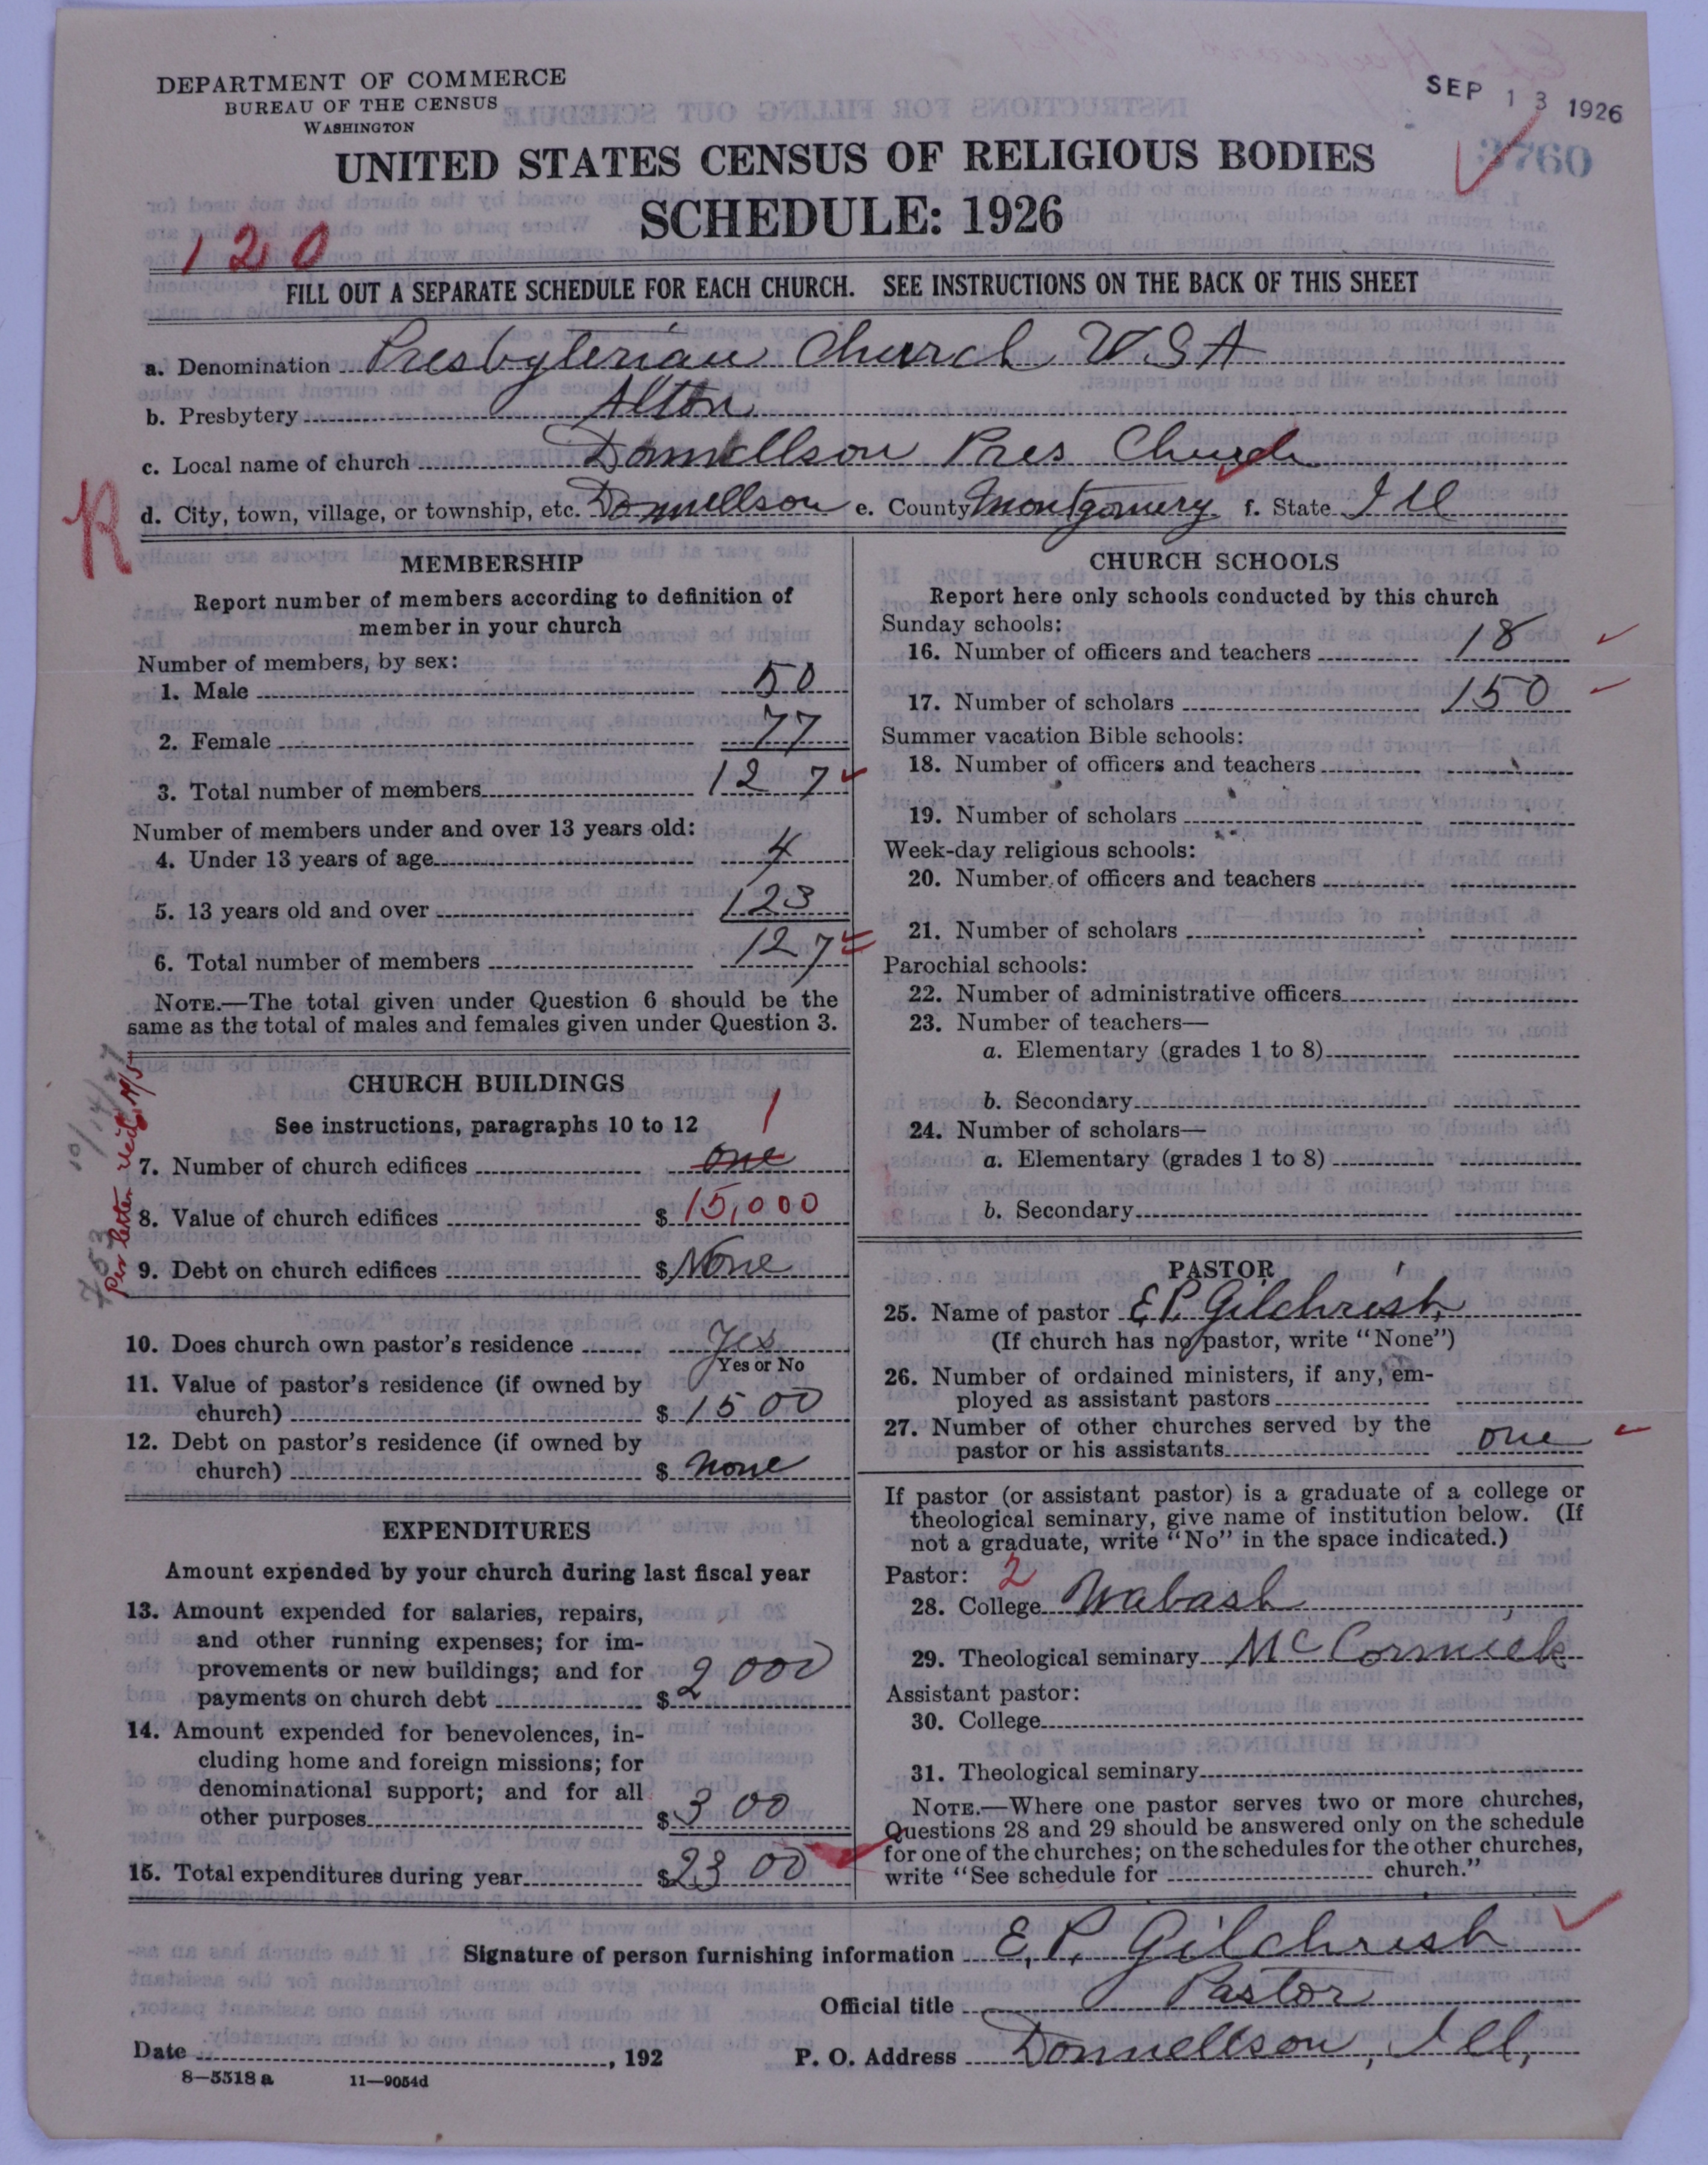 DEPARTMENT OF COMMERCE
BUREAU OF THE CENSUS
WASHINGTON
SEP 13 1926
3760
UNITED STATES CENSUS OF RELIGIOUS BODIES
SCHEDULE: 1926
120
FILL OUT A SEPARATE SCHEDULE FOR EACH CHURCH. SEE INSTRUCTIONS ON THE BACK OF THIS SHEET
a. Denomination Presbyterian Church U S A
b. Presbytery Alton
c. Local name of church Donnellson Pres Church
d. City, town, village, or township, etc. Donnellson e. County Montgomery f. State Ill
R
MEMBERSHIP
Report number of members according to definition of
member in your church
Number of members, by sex:
1. Male 50
2. Female 77
3. Total number of members 127
Number of members under and over 13 years old:
4. Under 13 years of age 4
5. 13 years old and over 123
6. Total number of members 127
NOTE.—The total given under Question 6 should be the
same as the total of males and females given under Question 3.
CHURCH BUILDINGS
See instructions, paragraphs 10 to 12
1
7. Number of church edifices one
8. Value of church edifices $15,000
9. Debt on church edifices $None
Per letter
10. Does church own pastor's residence Yes
Yes or No
11. Value of pastor's residence (if owned by
church) $1500
12. Debt on pastor's residence (if owned by
church) $none
EXPENDITURES
Amount expended by your church during last fiscal year
13. Amount expended for salaries, repairs,
and other running expenses; for im-
provements or new buildings; and for
payments on church debt $2000
14. Amount expended for benevolences, in-
cluding home and foreign missions; for
denominational support; and for all
other purposes $300
15. Total expenditures during year $2300
CHURCH SCHOOLS
Report here only schools conducted by this church
Sunday schools:
16. Number of officers and teachers 18
17. Number of scholars 150
Summer vacation Bible schools:
18. Number of officers and teachers
19. Number of scholars
Week-day religious schools:
20. Number of officers and teachers
21. Number of scholars
Parochial schools:
22. Number of administrative officers
23. Number of teachers—
a. Elementary (grades 1 to 8)
b. Secondary
24. Number of scholars—
a. Elementary (grades 1 to 8)
b. Secondary
PASTOR
25. Name of pastor E. P. Gilchrist
(If church has no pastor, write "None")
26. Number of ordained ministers, if any, em-
ployed as assistant pastors
27. Number of other churches served by the
pastor or his assistants one
If pastor (or assistant pastor) is a graduate of a college or
theological seminary, give name of institution below. (If
not a graduate, write "No" in the space indicated.)
Pastor: 2
28. College Wabash
29. Theological seminary McCormick
Assistant pastor:
30. College
31. Theological seminary
NOTE.—Where one pastor serves two or more churches,
Questions 28 and 29 should be answered only on the schedule
for one of the churches; on the schedules for the other churches,
write "See schedule for church."
Signature of person furnishing information E. P. Gilchrist
Official title Pastor
Date , 192 P. O. Address Donnellson, Ill,
8—5518a 11—9054d